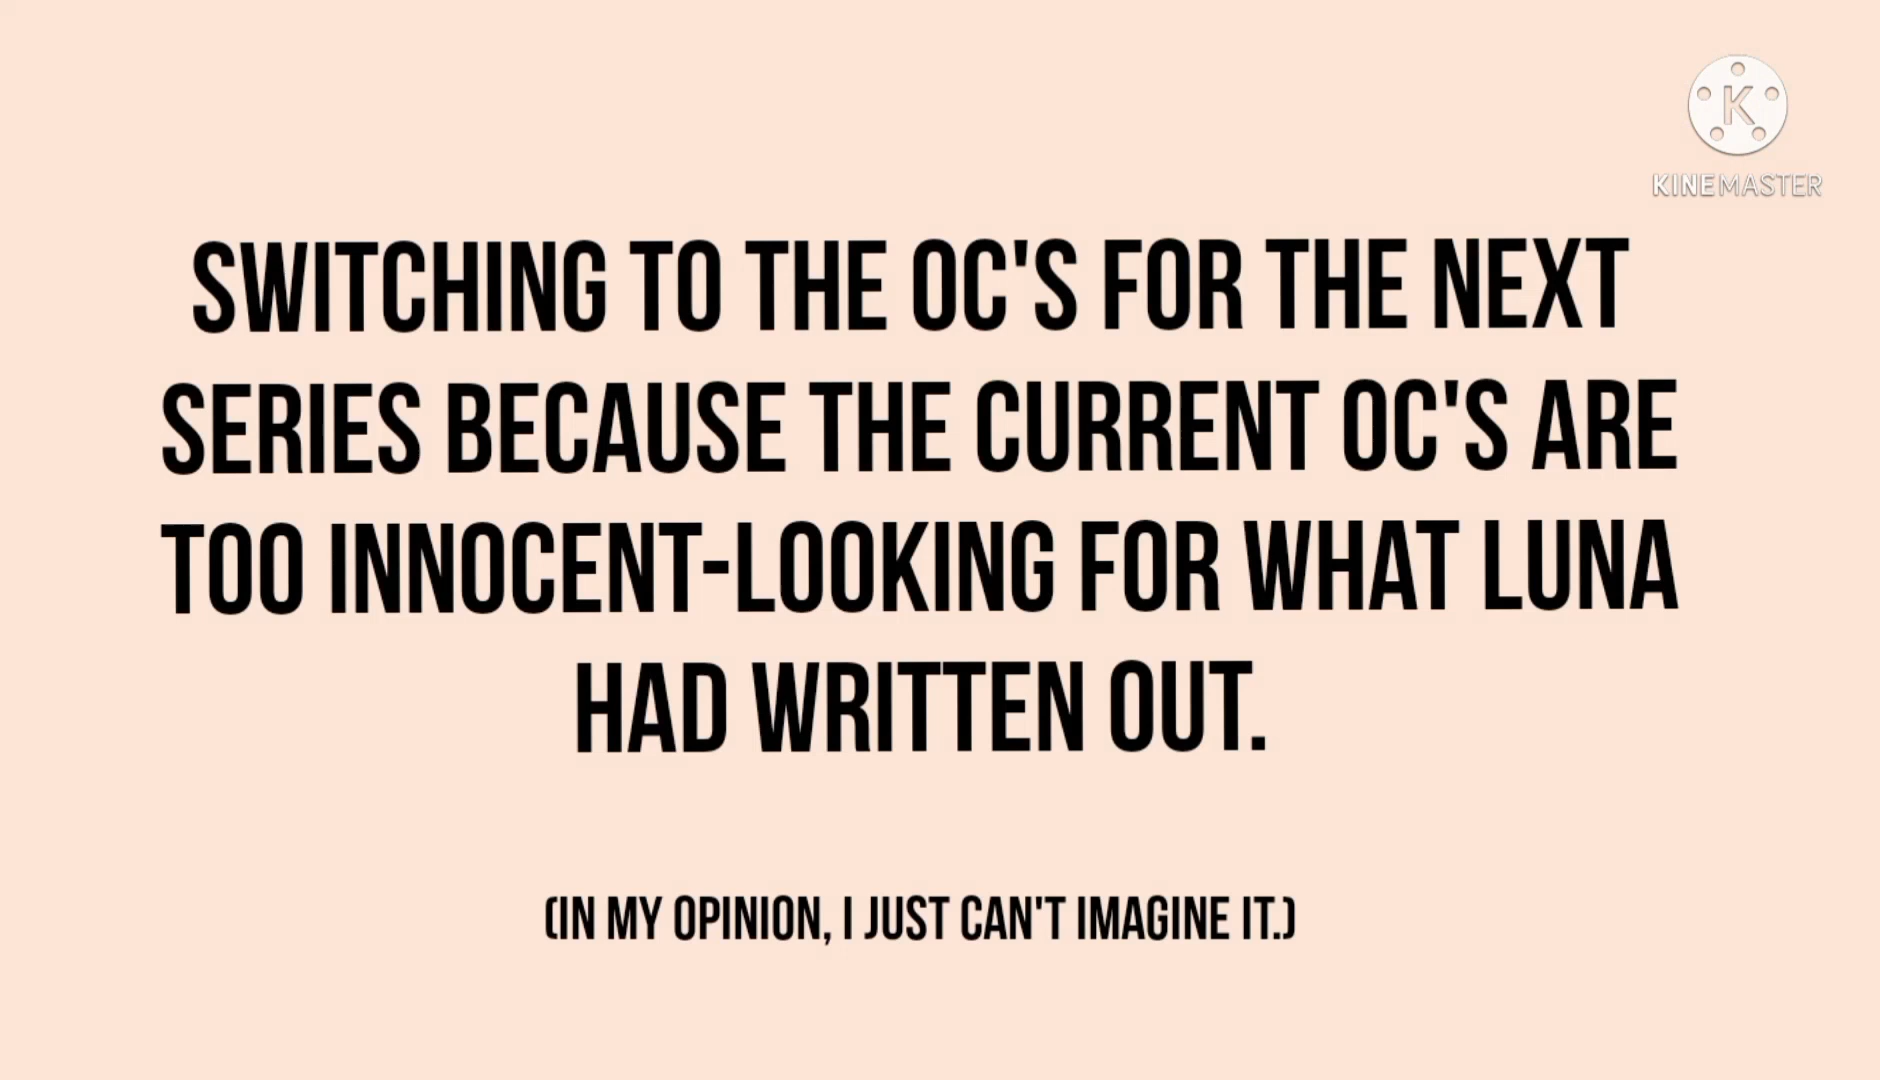 K
KINEMASTER
SWITCHING TO THE OC'S FOR THE NEXT
SERIES BECAUSE THE CURRENT OC'S ARE
TOO INNOCENT-LOOKING FOR WHAT LUNA
HAD WRITTEN OUT.
(IN MY OPINION, I JUST CAN'T IMAGINE IT.)